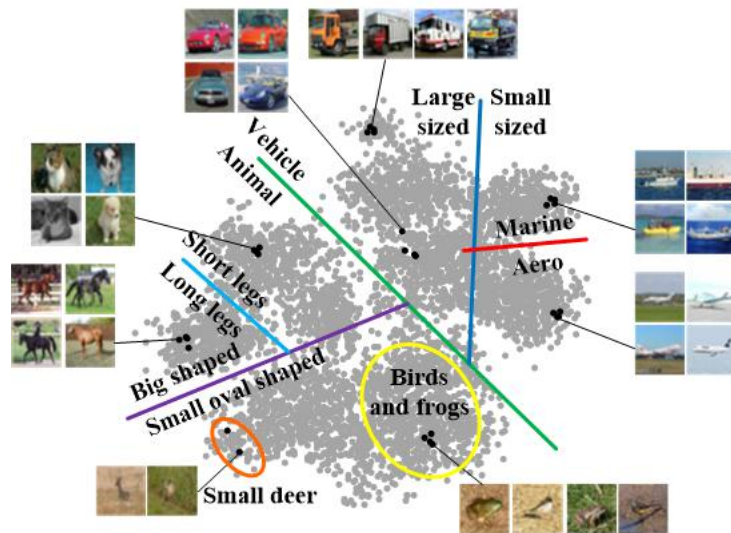 Large
sized
Small
sized
Vehicle
Animal
Marine
Aero
Short legs
Long legs
Big shaped
Small oval shaped
Birds
and frogs
Small deer